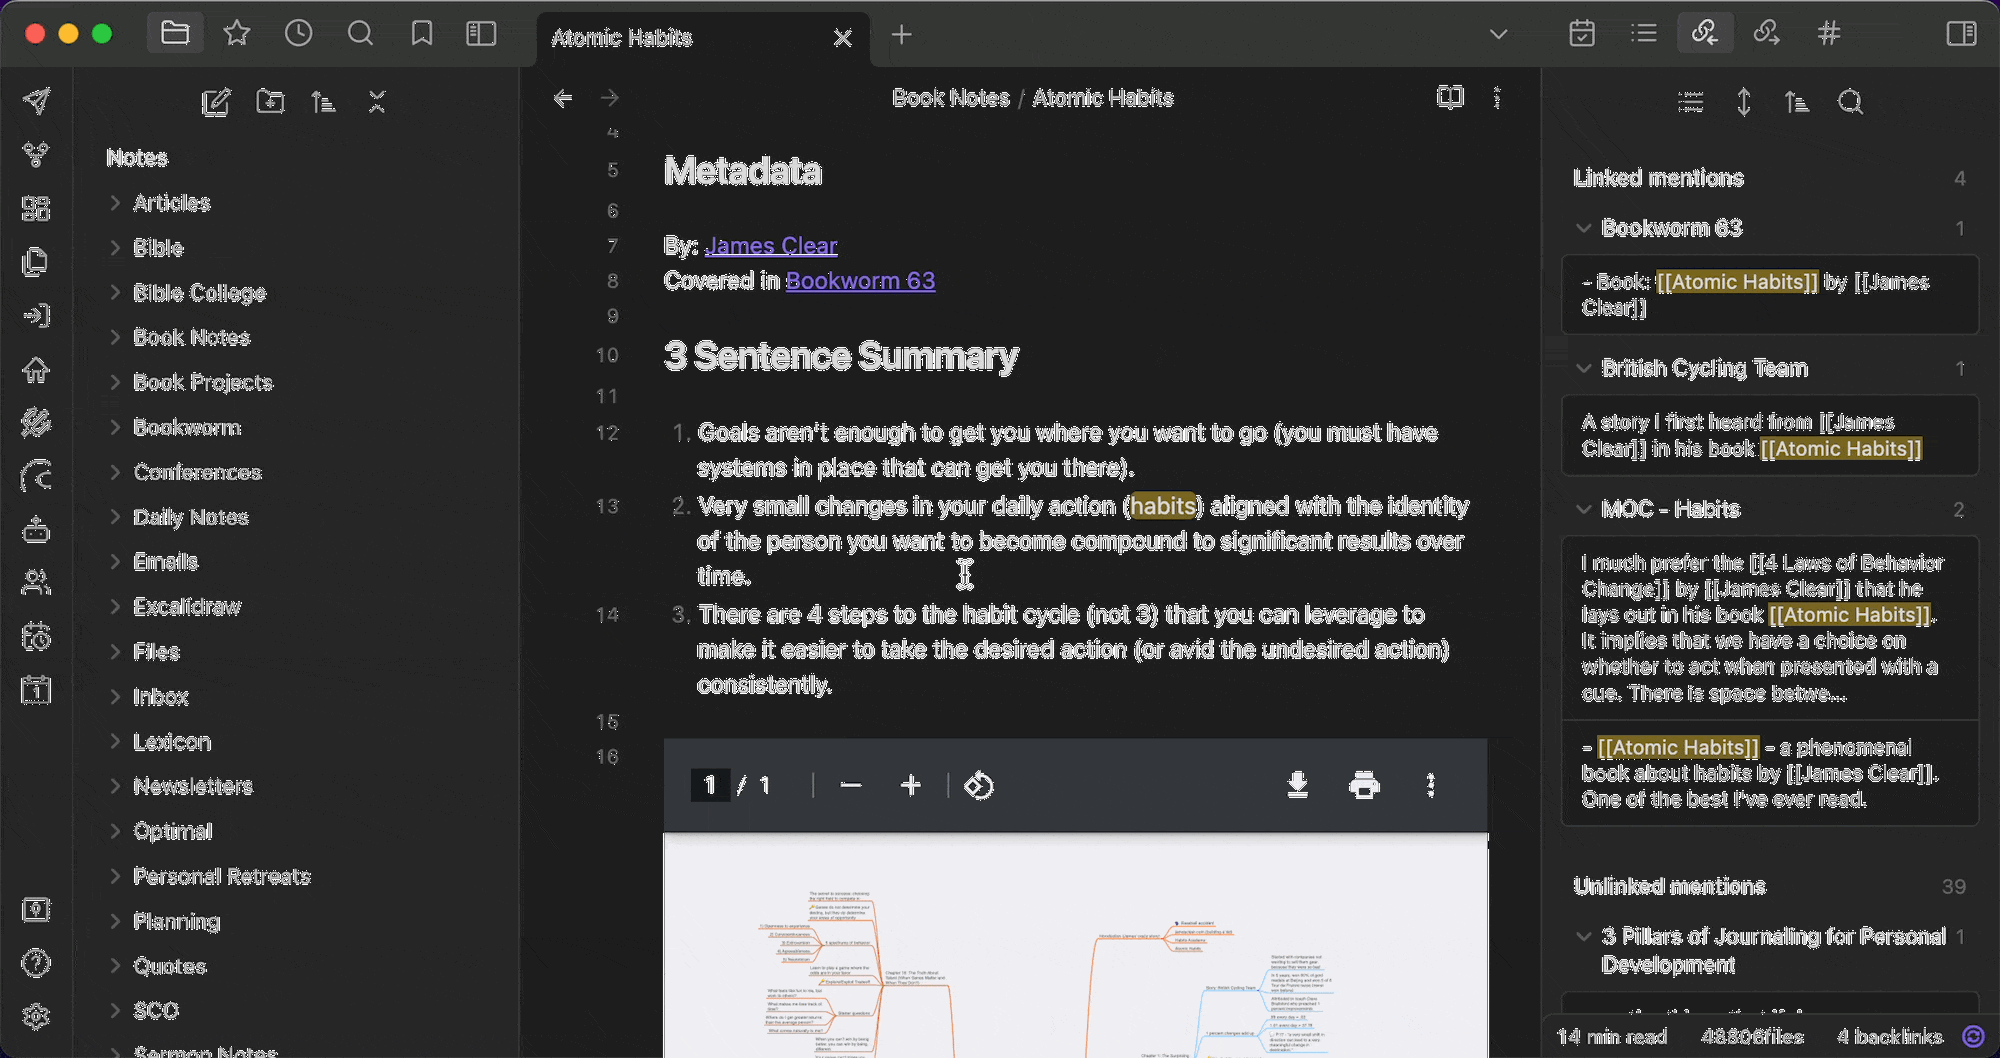 Atomic Habits
Notes
Articles
Bible
Bible College
Book Notes
Book Projects
Bookworm
Conferences
Daily Notes
Emails
Excalidraw
Files
Inbox
Lexicon
Newsletters
Optimal
Personal Retreats
Planning
Quotes
SCO
Sermon Notes
Book Notes / Atomic Habits
4
5 Metadata
6
7 By: James Clear
8 Covered in Bookworm 63
9
10 3 Sentence Summary
11
12 1. Goals aren't enough to get you where you want to go (you must have
systems in place that can get you there).
13 2. Very small changes in your daily action (habits) aligned with the identity
of the person you want to become compound to significant results over
time.
14 3. There are 4 steps to the habit cycle (not 3) that you can leverage to
make it easier to take the desired action (or avid the undesired action)
consistently.
15
16
1 / 1
Linked mentions 4
Bookworm 63 1
- Book: [[Atomic Habits]] by [[James
Clear]]
British Cycling Team 1
A story I first heard from [[James
Clear]] in his book [[Atomic Habits]]
MOC - Habits 2
I much prefer the [[4 Laws of Behavior
Change]] by [[James Clear]] that he
lays out in his book [[Atomic Habits]].
It implies that we have a choice on
whether to act when presented with a
cue. There is space betwe...
- [[Atomic Habits]] - a phenomenal
book about habits by [[James Clear]].
One of the best I've ever read.
Unlinked mentions 39
3 Pillars of Journaling for Personal 1
Development
14 min read 48806files 4 backlinks